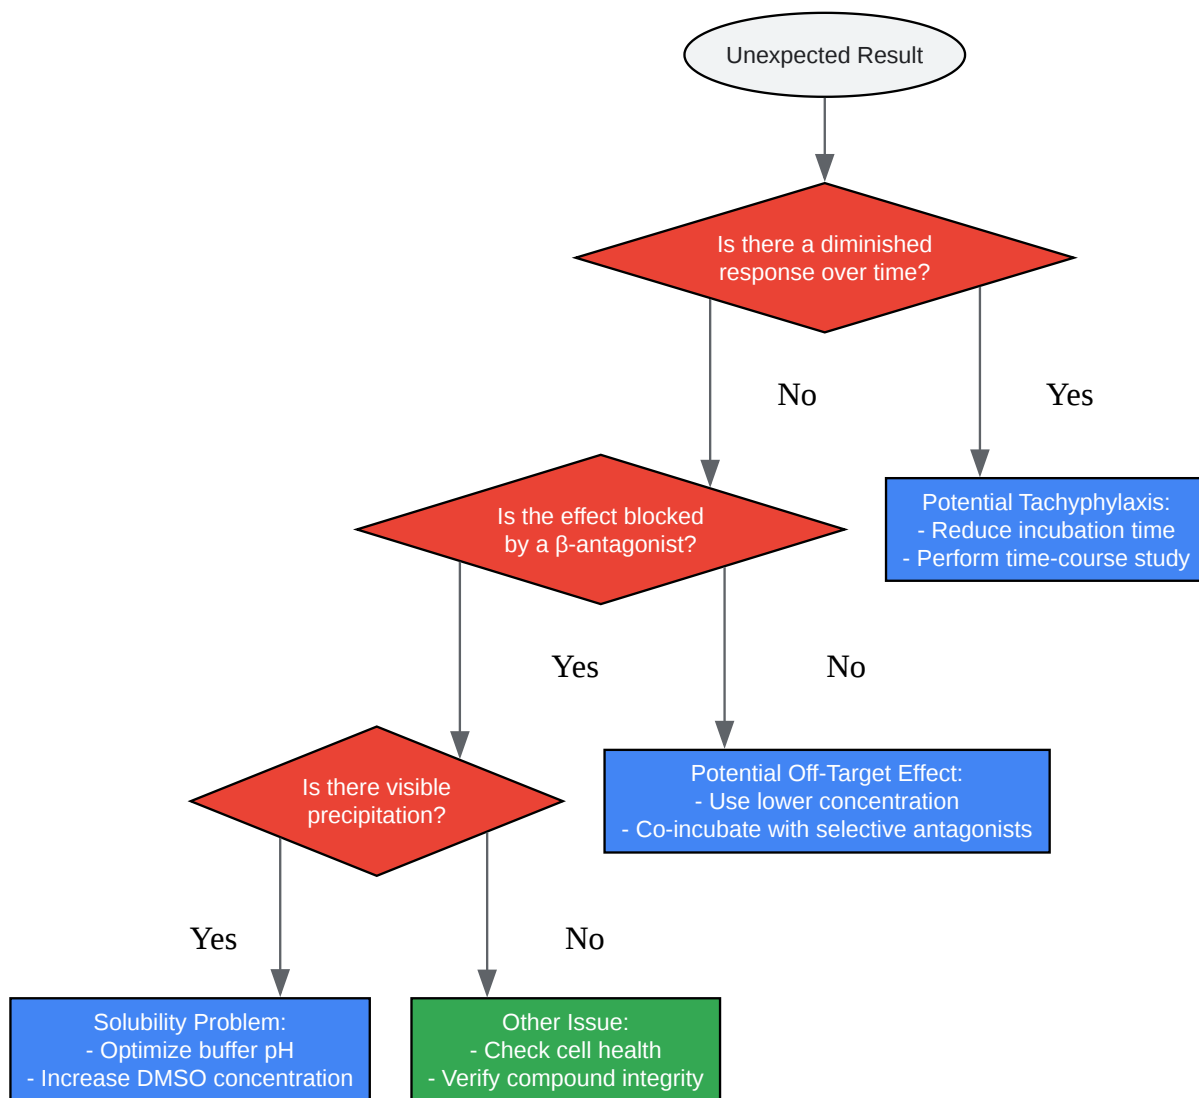 Unexpected Result
Is there a diminished
response over time?
No
Yes
Is the effect blocked
by a β-antagonist?
Potential Tachyphylaxis:
- Reduce incubation time
- Perform time-course study
Yes
No
Is there visible
precipitation?
Potential Off-Target Effect:
- Use lower concentration
- Co-incubate with selective antagonists
Yes
No
Solubility Problem:
- Optimize buffer pH
- Increase DMSO concentration
Other Issue:
- Check cell health
- Verify compound integrity